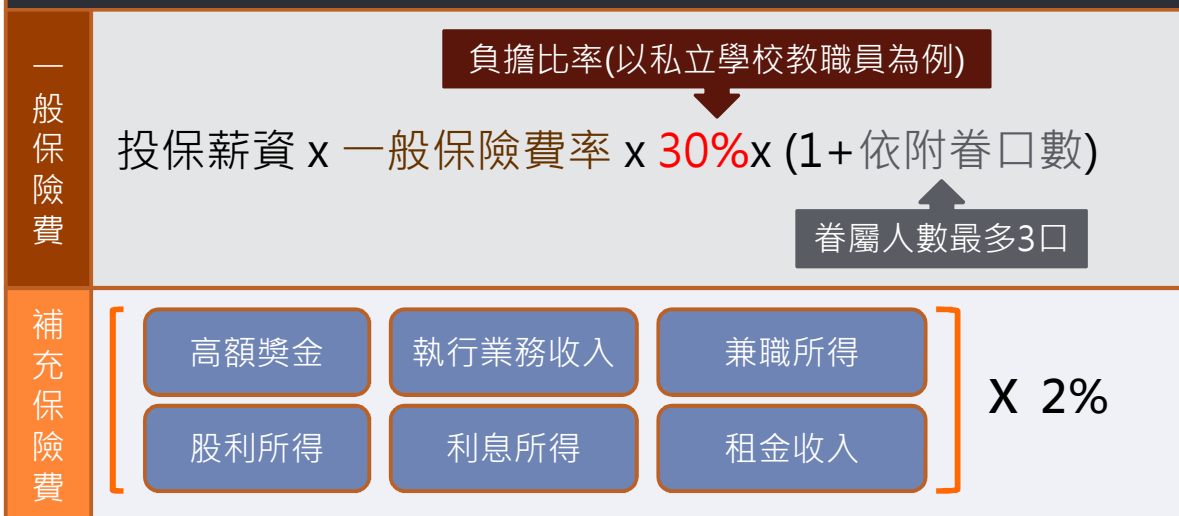 一般保險費
負擔比率(以私立學校教職員為例)
投保薪資 x 一般保險費率 x 30%x (1+依附眷口數)
眷屬人數最多3口
補充保險費
高額獎金 執行業務收入 兼職所得
股利所得 利息所得 租金收入
X 2%